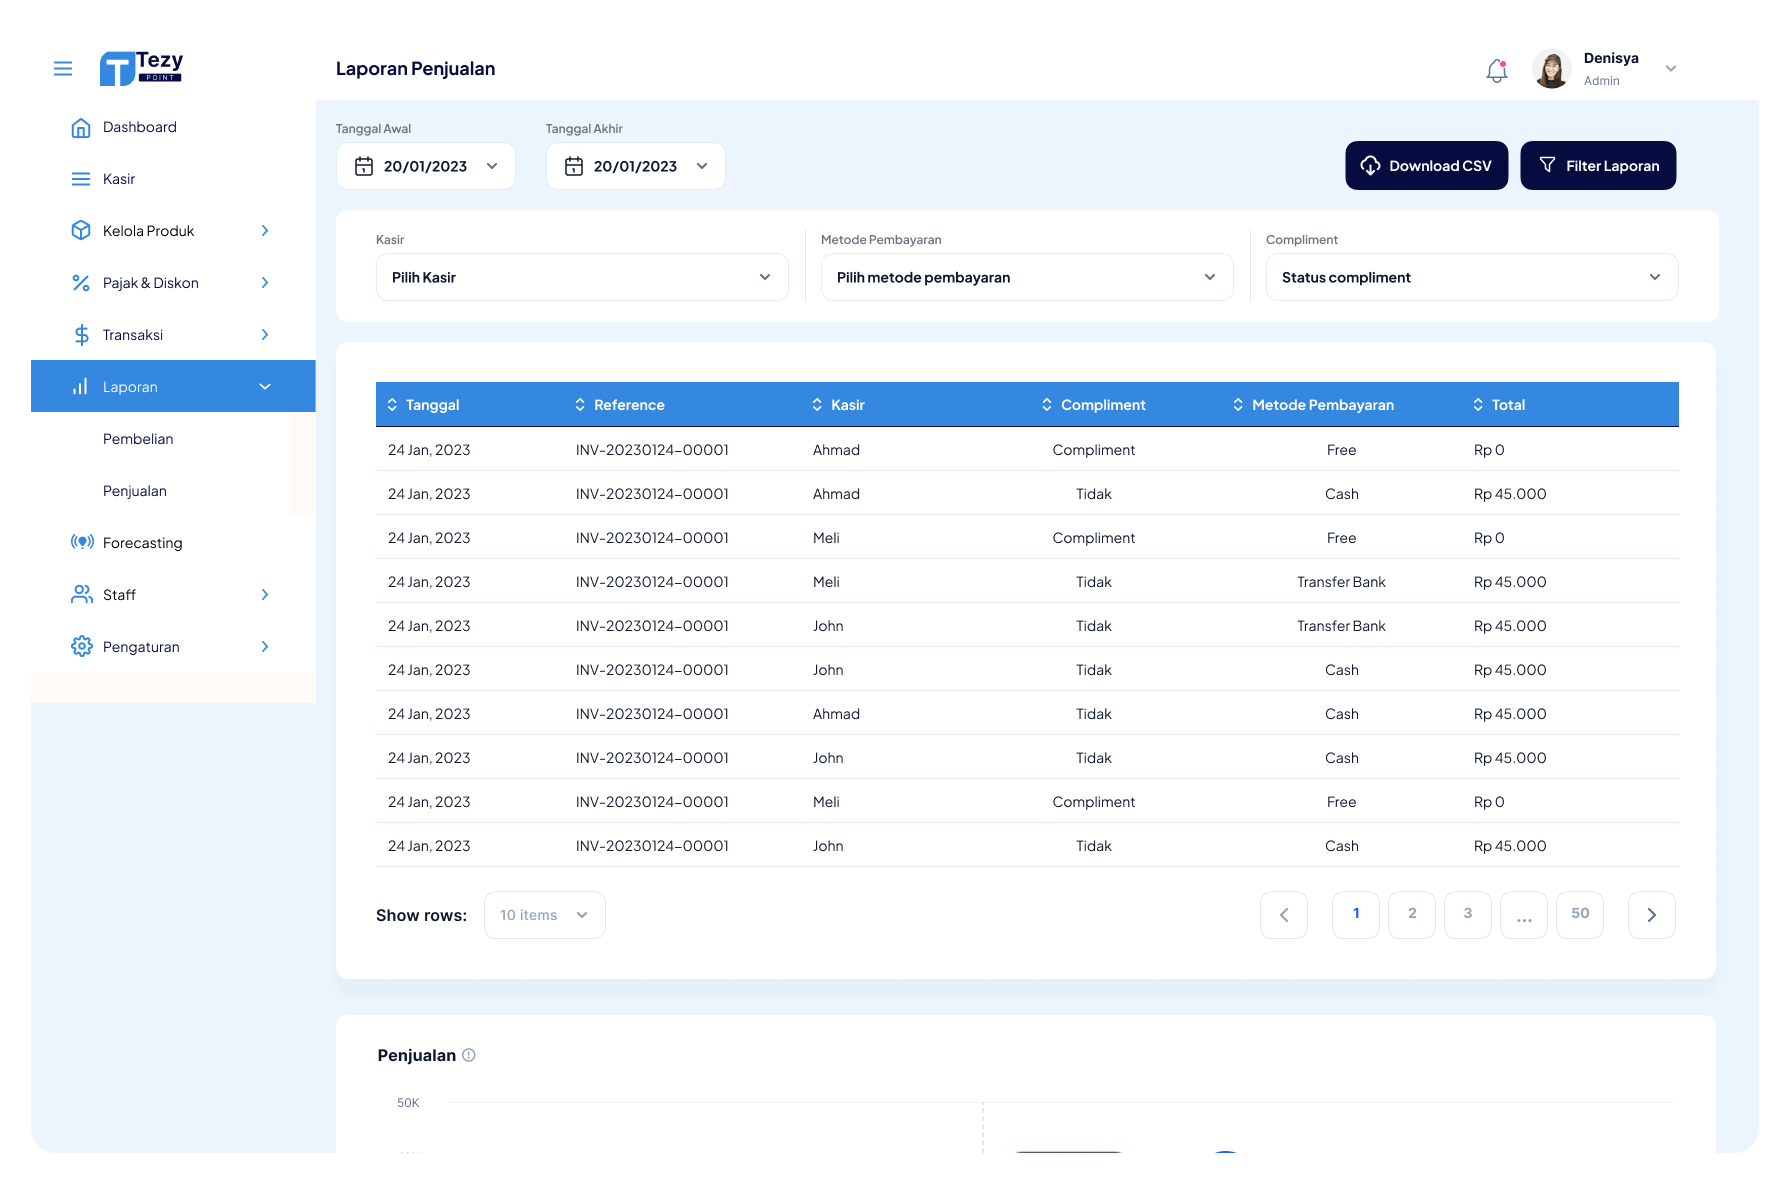 Tezy
POINT
Laporan Penjualan
Denisya
Admin
Dashboard
Kasir
Kelola Produk
Pajak & Diskon
Transaksi
Laporan
Pembelian
Penjualan
Forecasting
Staff
Pengaturan
Tanggal Awal
20/01/2023
Tanggal Akhir
20/01/2023
Download CSV
Filter Laporan
Kasir
Pilih Kasir
Metode Pembayaran
Pilih metode pembayaran
Compliment
Status compliment
Tanggal Reference Kasir Compliment Metode Pembayaran Total
24 Jan, 2023 INV-20230124-00001 Ahmad Compliment Free Rp 0
24 Jan, 2023 INV-20230124-00001 Ahmad Tidak Cash Rp 45.000
24 Jan, 2023 INV-20230124-00001 Meli Compliment Free Rp 0
24 Jan, 2023 INV-20230124-00001 Meli Tidak Transfer Bank Rp 45.000
24 Jan, 2023 INV-20230124-00001 John Tidak Transfer Bank Rp 45.000
24 Jan, 2023 INV-20230124-00001 John Tidak Cash Rp 45.000
24 Jan, 2023 INV-20230124-00001 Ahmad Tidak Cash Rp 45.000
24 Jan, 2023 INV-20230124-00001 John Tidak Cash Rp 45.000
24 Jan, 2023 INV-20230124-00001 Meli Compliment Free Rp 0
24 Jan, 2023 INV-20230124-00001 John Tidak Cash Rp 45.000
Show rows: 10 items
1 2 3 ... 50
Penjualan
50K